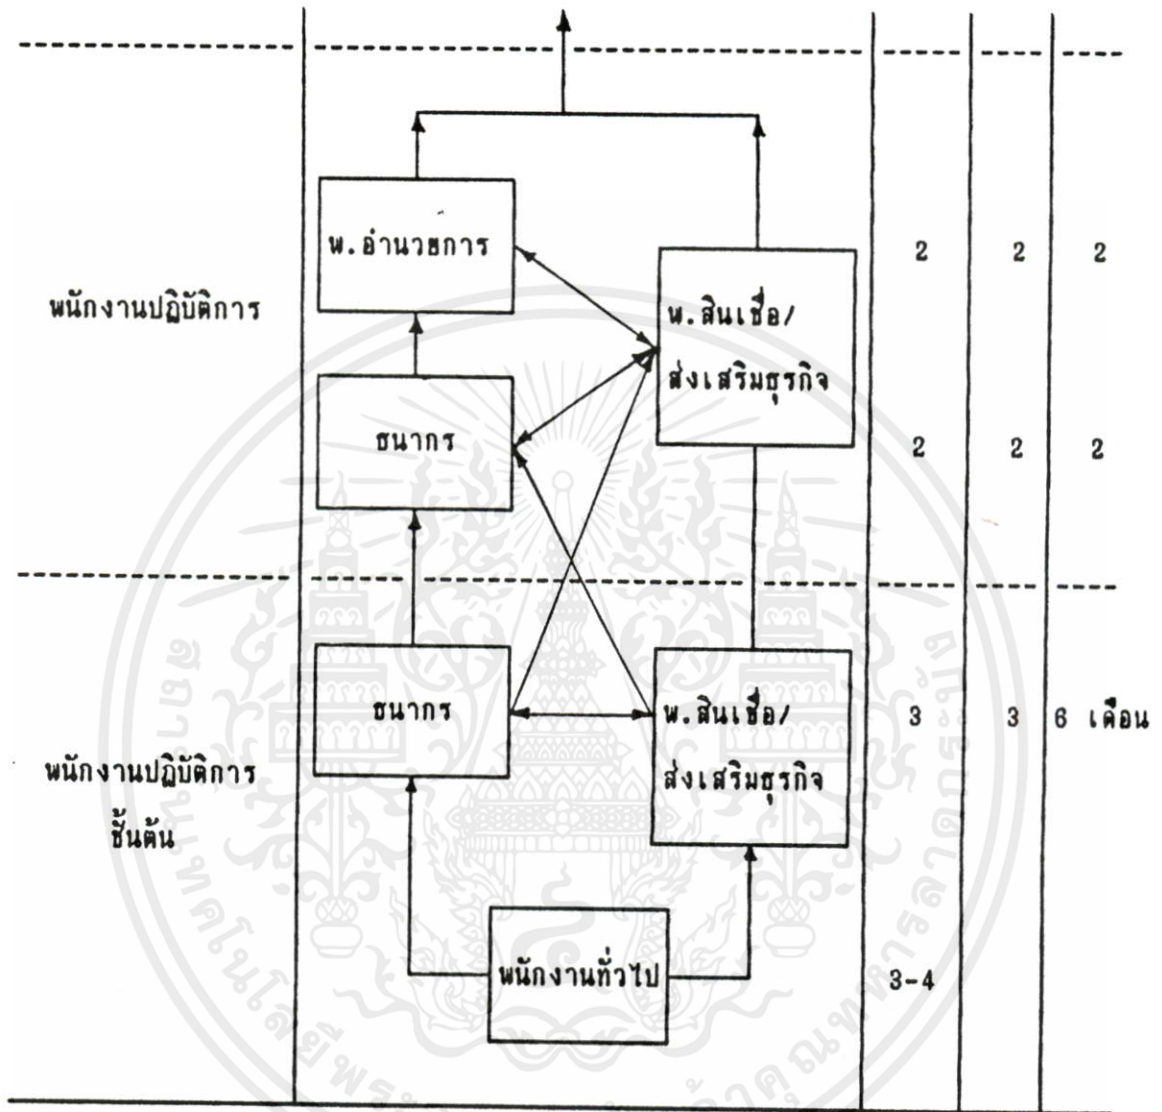 พ.อำนวยการ
2 2 2
พนักงานปฏิบัติการ
พ.สินเชื่อ/
ส่งเสริมธุรกิจ
ธนากร
2 2 2
ธนากร
พ.สินเชื่อ/
ส่งเสริมธุรกิจ
3 3 6 เดือน
พนักงานปฏิบัติการ
ชั้นต้น
พนักงานทั่วไป
3-4